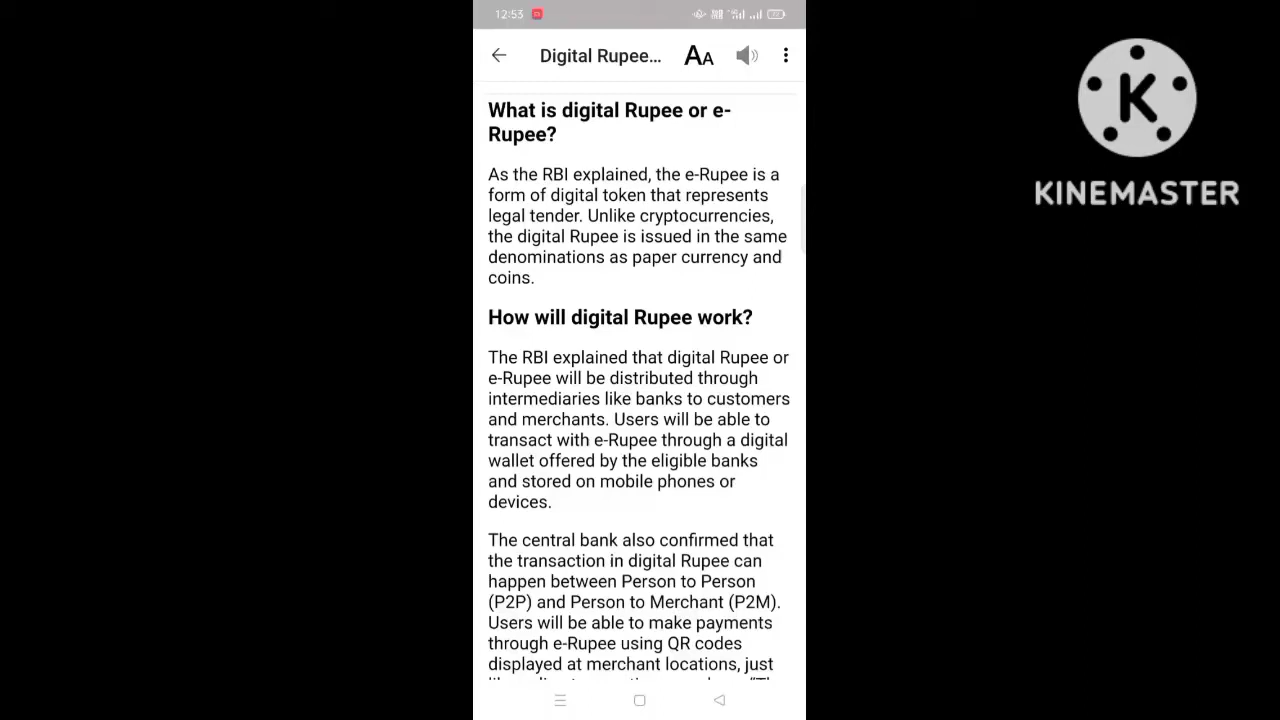 12:53
Digital Rupee... AA
What is digital Rupee or e-
Rupee?
As the RBI explained, the e-Rupee is a
form of digital token that represents
legal tender. Unlike cryptocurrencies,
the digital Rupee is issued in the same
denominations as paper currency and
coins.
How will digital Rupee work?
The RBI explained that digital Rupee or
e-Rupee will be distributed through
intermediaries like banks to customers
and merchants. Users will be able to
transact with e-Rupee through a digital
wallet offered by the eligible banks
and stored on mobile phones or
devices.
The central bank also confirmed that
the transaction in digital Rupee can
happen between Person to Person
(P2P) and Person to Merchant (P2M).
Users will be able to make payments
through e-Rupee using QR codes
displayed at merchant locations, just
K
KINEMASTER